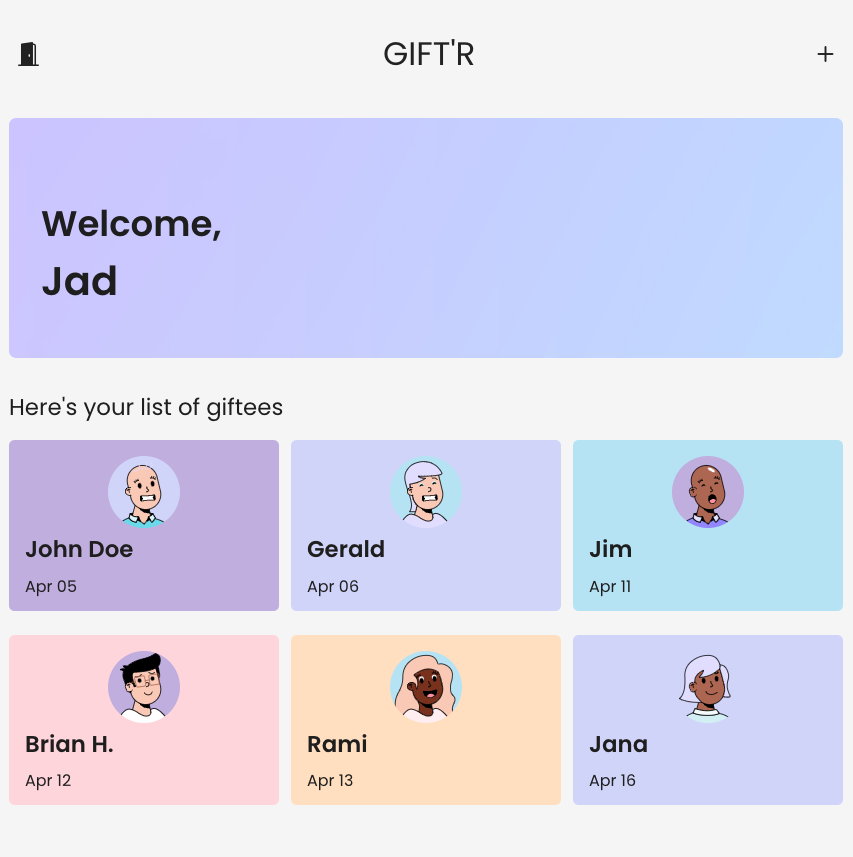 GIFT'R
Welcome,
Jad
Here's your list of giftees
John Doe
Apr 05
Gerald
Apr 06
Jim
Apr 11
Brian H.
Apr 12
Rami
Apr 13
Jana
Apr 16